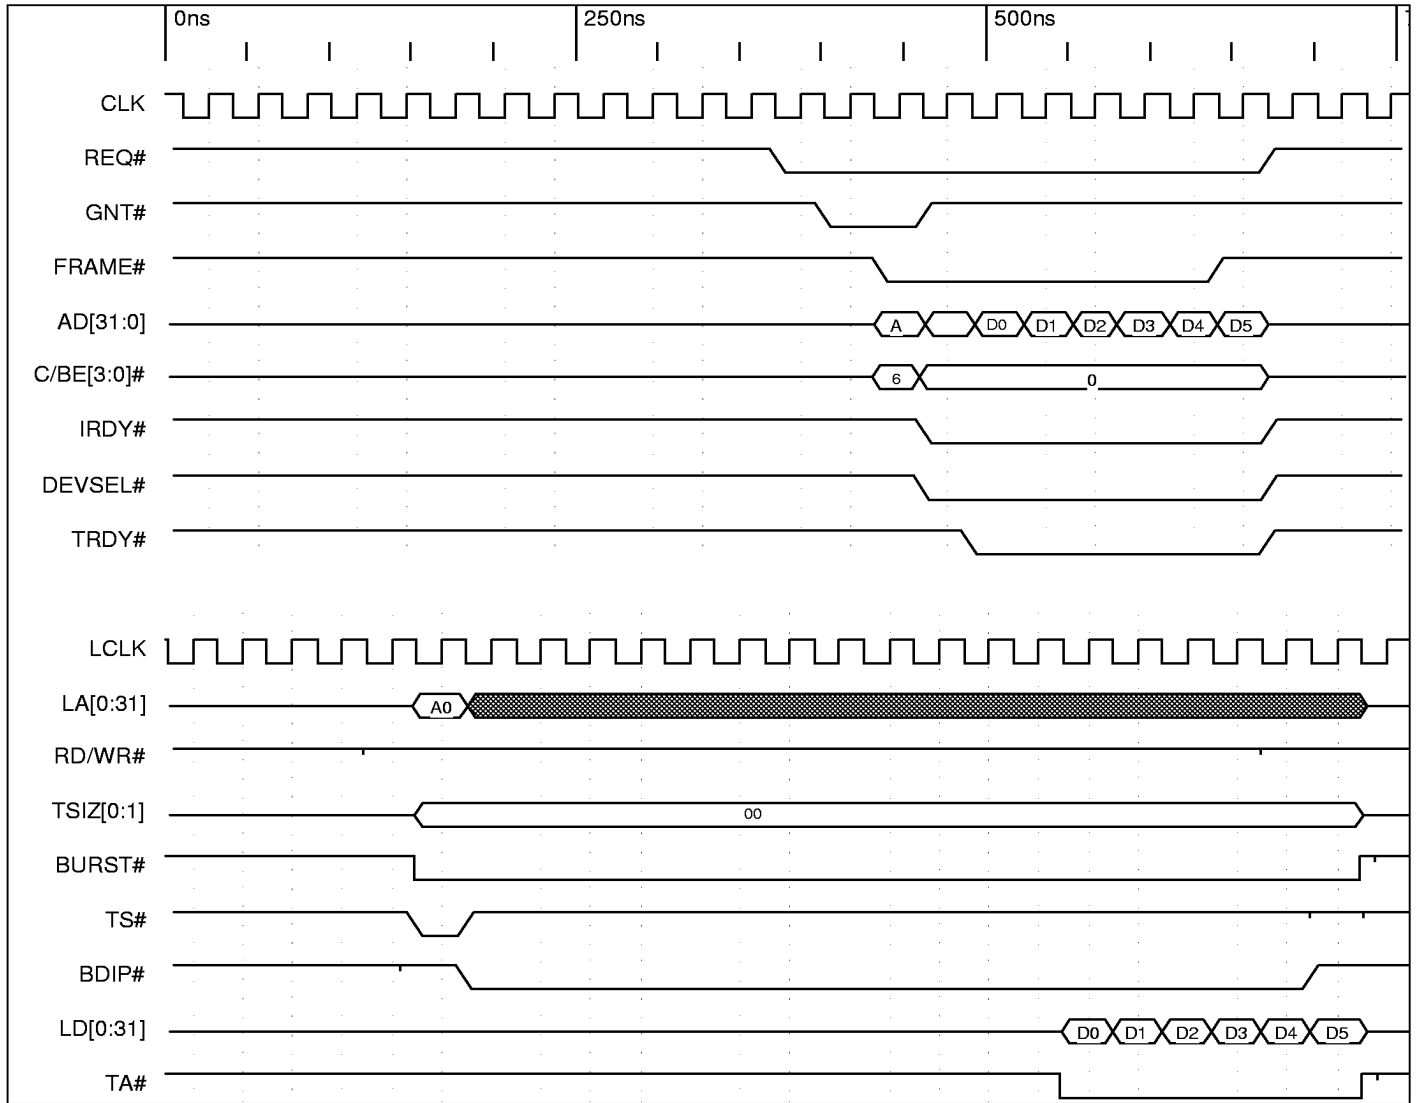 0ns 250ns 500ns
CLK
REQ#
GNT#
FRAME#
AD[31:0] A D0 D1 D2 D3 D4 D5
C/BE[3:0]# 6 0
IRDY#
DEVSEL#
TRDY#
LCLK
LA[0:31] A0
RD/WR#
TSIZ[0:1] 00
BURST#
TS#
BDIP#
LD[0:31] D0 D1 D2 D3 D4 D5
TA#